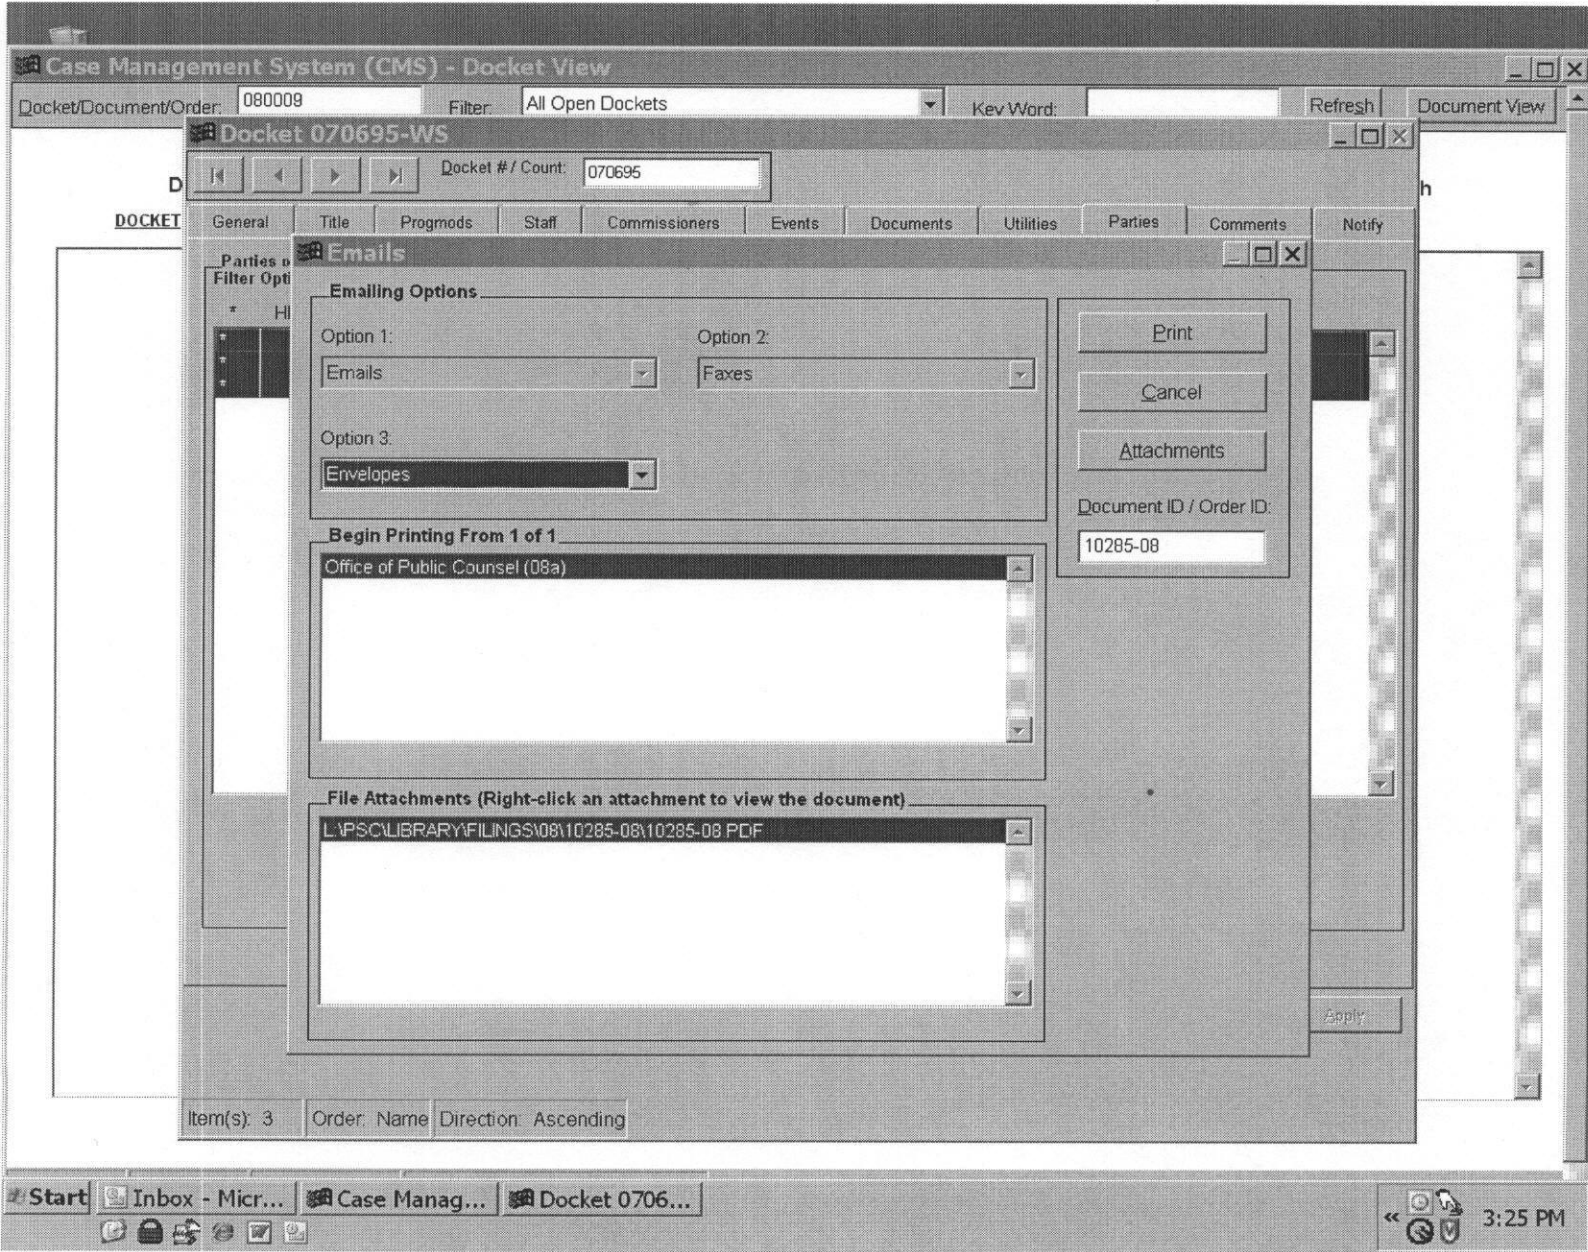 Case Management System (CMS) - Docket View
Docket/Document/Order: 080009 Filter: All Open Dockets Key Word: Refresh Document View
Docket 070695-WS
Docket # / Count: 070695
D h
DOCKET General Title Progmods Staff Commissioners Events Documents Utilities Parties Comments Notify
Emails
Parties o
Filter Opti
* HI
*
*
*
Emailing Options
Option 1: Option 2:
Emails Faxes
Option 3:
Envelopes
Print
Cancel
Attachments
Document ID / Order ID:
10285-08
Begin Printing From 1 of 1
Office of Public Counsel (08a)
File Attachments (Right-click an attachment to view the document)
L:\PSC\LIBRARY\FILINGS\08\10285-08\10285-08.PDF
Apply
Item(s): 3 Order: Name Direction: Ascending
Start Inbox - Micr... Case Manag... Docket 0706...
« 3:25 PM